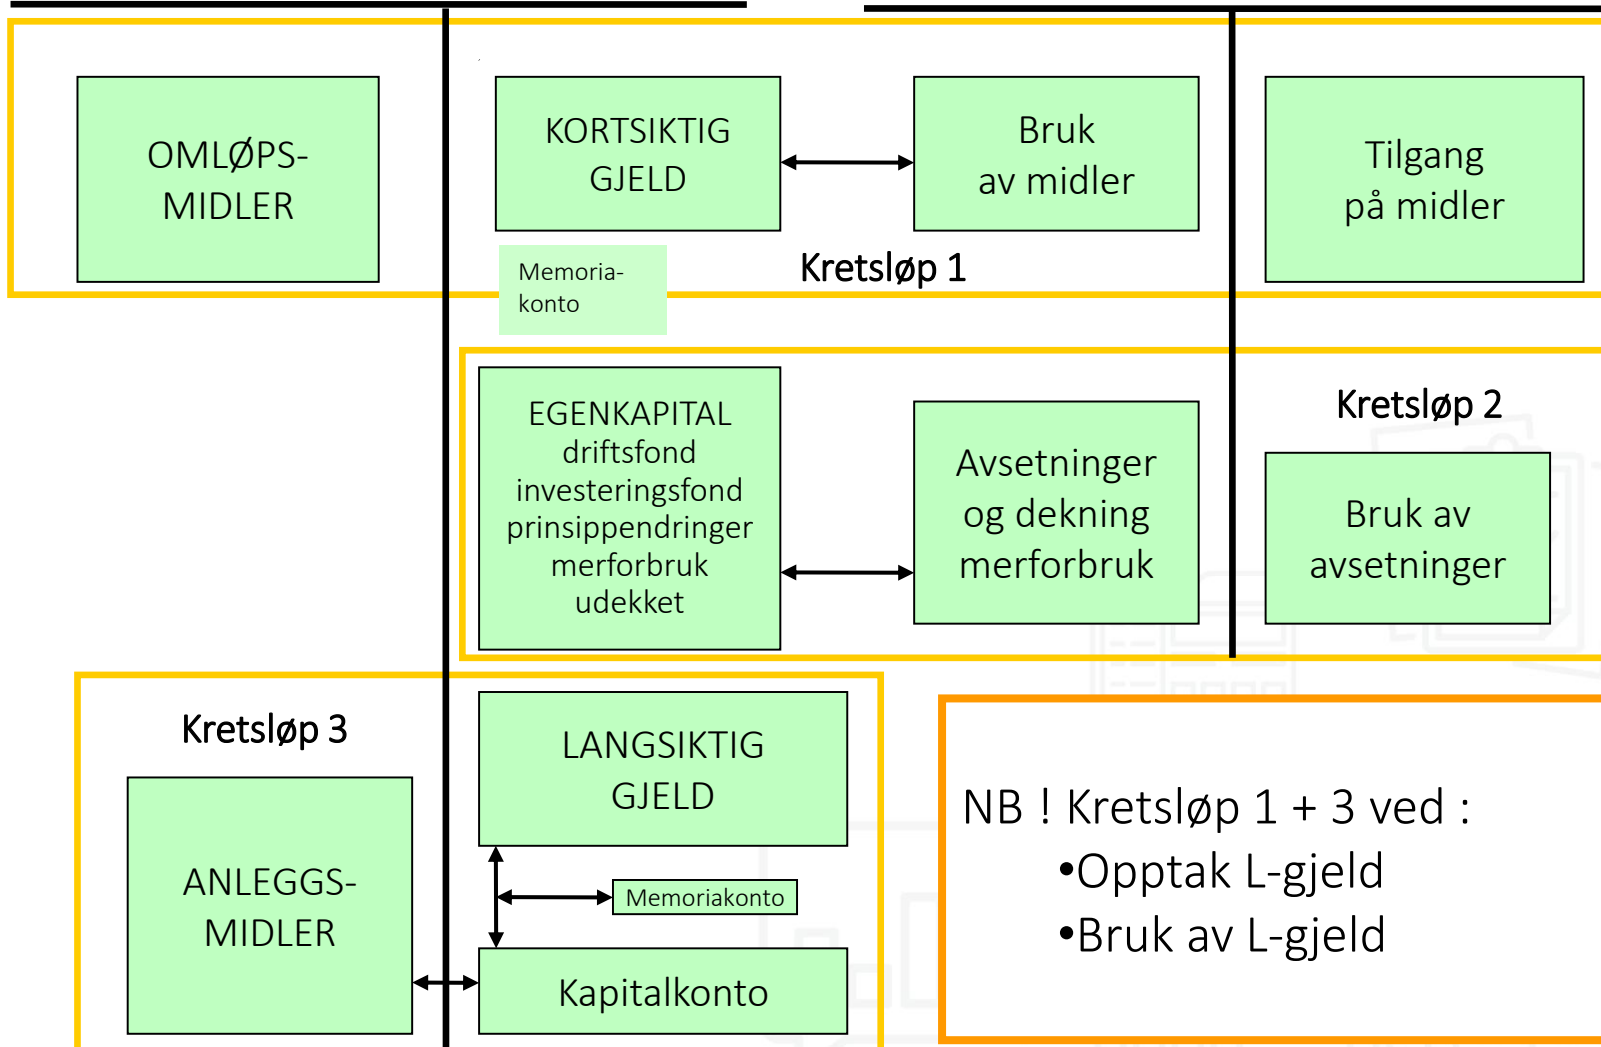 OMLØPS-
MIDLER
KORTSIKTIG
GJELD
Bruk
av midler
Tilgang
på midler
Memoria-
konto
Kretsløp 1
EGENKAPITAL
driftsfond
investeringsfond
prinsippendringer
merforbruk
udekket
Avsetninger
og dekning
merforbruk
Kretsløp 2
Bruk av
avsetninger
Kretsløp 3
ANLEGGS-
MIDLER
LANGSIKTIG
GJELD
Memoriakonto
Kapitalkonto
NB ! Kretsløp 1 + 3 ved :
•Opptak L-gjeld
•Bruk av L-gjeld